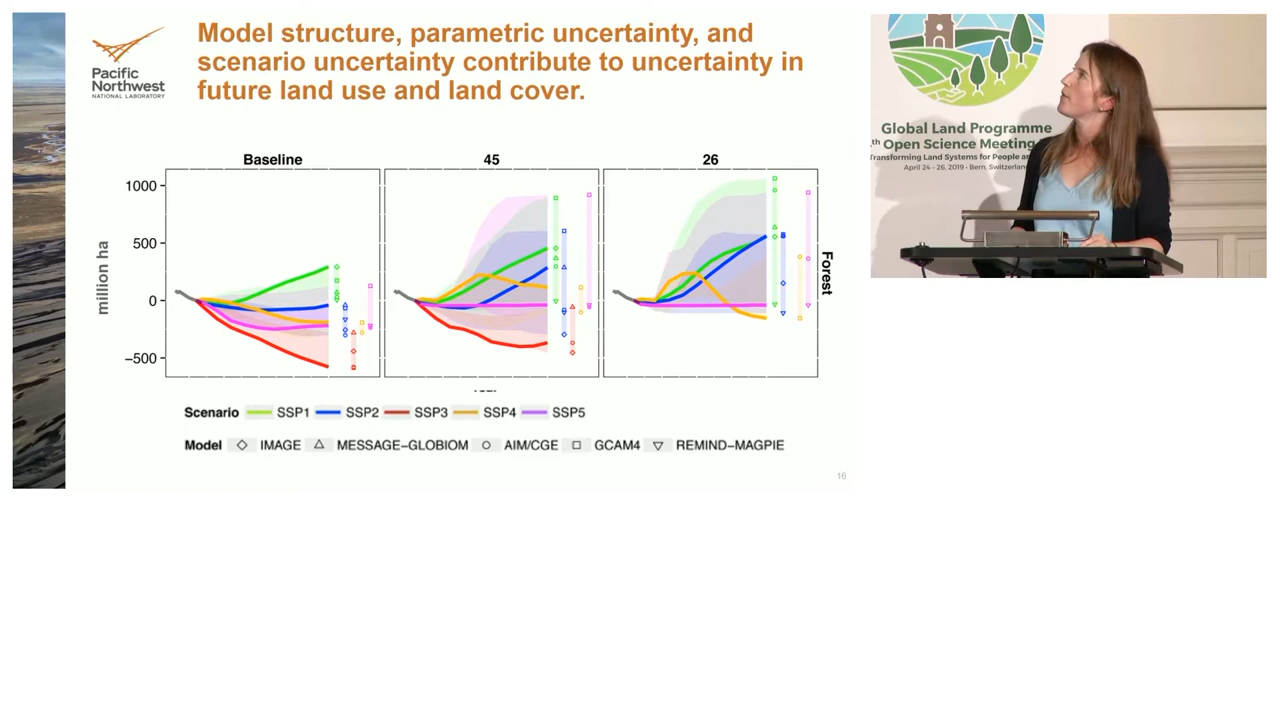 Pacific
Northwest
NATIONAL LABORATORY
Model structure, parametric uncertainty, and
scenario uncertainty contribute to uncertainty in
future land use and land cover.
Baseline
45
26
1000
500
0
−500
million ha
Forest
Scenario SSP1 SSP2 SSP3 SSP4 SSP5
Model IMAGE MESSAGE−GLOBIOM AIM/CGE GCAM4 REMIND−MAGPIE
16
Global Land Programme
th Open Science Meeting
Transforming Land Systems for People
April 24 - 26, 2019 - Bern, Switzerland